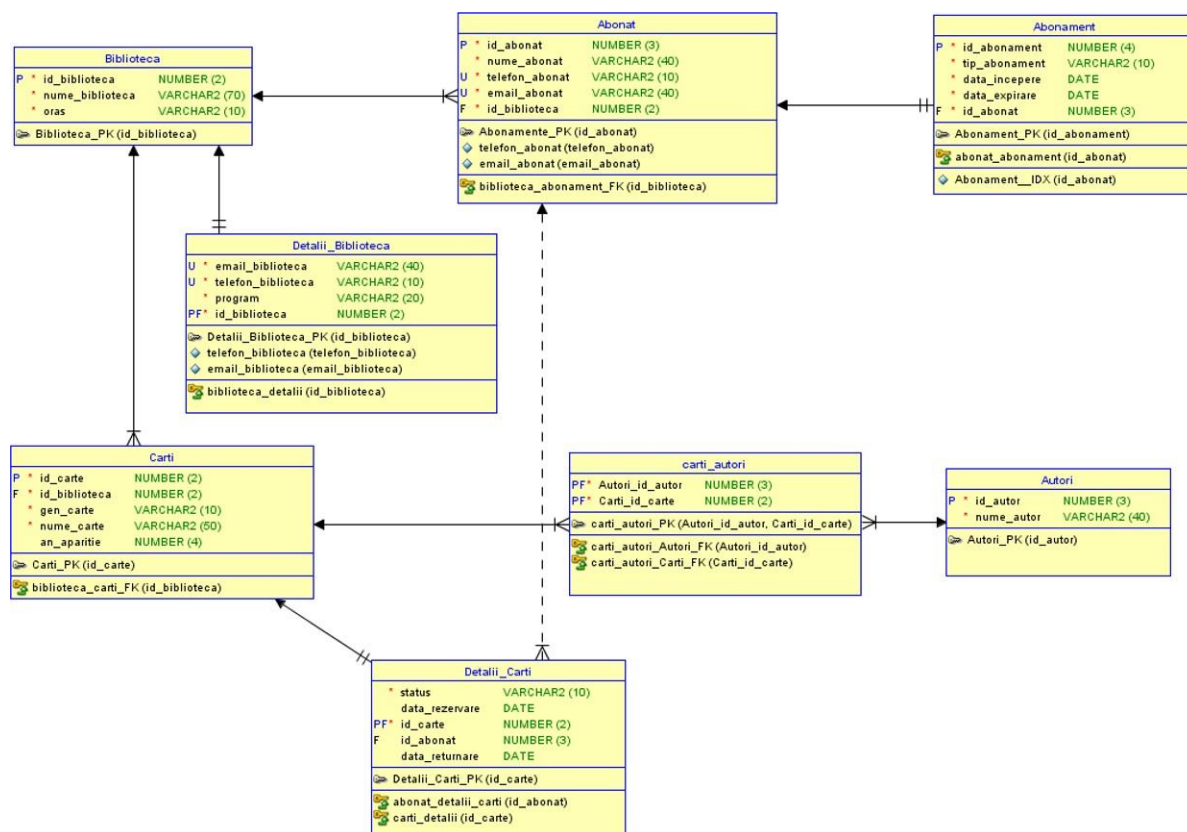 Biblioteca
P * id_biblioteca NUMBER (2)
* nume_biblioteca VARCHAR2 (70)
* oras VARCHAR2 (10)
Biblioteca_PK (id_biblioteca)
Abonat
P * id_abonat NUMBER (3)
* nume_abonat VARCHAR2 (40)
U * telefon_abonat VARCHAR2 (10)
U * email_abonat VARCHAR2 (40)
F * id_biblioteca NUMBER (2)
Abonamente_PK (id_abonat)
telefon_abonat (telefon_abonat)
email_abonat (email_abonat)
biblioteca_abonament_FK (id_biblioteca)
Abonament
P * id_abonament NUMBER (4)
* tip_abonament VARCHAR2 (10)
* data_incepere DATE
* data_expirare DATE
F * id_abonat NUMBER (3)
Abonament_PK (id_abonament)
abonat_abonament (id_abonat)
Abonament__IDX (id_abonat)
Detalii_Biblioteca
U * email_biblioteca VARCHAR2 (40)
U * telefon_biblioteca VARCHAR2 (10)
* program VARCHAR2 (20)
PF* id_biblioteca NUMBER (2)
Detalii_Biblioteca_PK (id_biblioteca)
telefon_biblioteca (telefon_biblioteca)
email_biblioteca (email_biblioteca)
biblioteca_detalii (id_biblioteca)
Carti
P * id_carte NUMBER (2)
F * id_biblioteca NUMBER (2)
* gen_carte VARCHAR2 (10)
* nume_carte VARCHAR2 (50)
an_aparitie NUMBER (4)
Carti_PK (id_carte)
biblioteca_carti_FK (id_biblioteca)
carti_autori
PF* Autori_id_autor NUMBER (3)
PF* Carti_id_carte NUMBER (2)
carti_autori_PK (Autori_id_autor, Carti_id_carte)
carti_autori_Autori_FK (Autori_id_autor)
carti_autori_Carti_FK (Carti_id_carte)
Autori
P * id_autor NUMBER (3)
* nume_autor VARCHAR2 (40)
Autori_PK (id_autor)
Detalii_Carti
* status VARCHAR2 (10)
data_rezervare DATE
PF* id_carte NUMBER (2)
F id_abonat NUMBER (3)
data_returnare DATE
Detalii_Carti_PK (id_carte)
abonat_detalii_carti (id_abonat)
carti_detalii (id_carte)